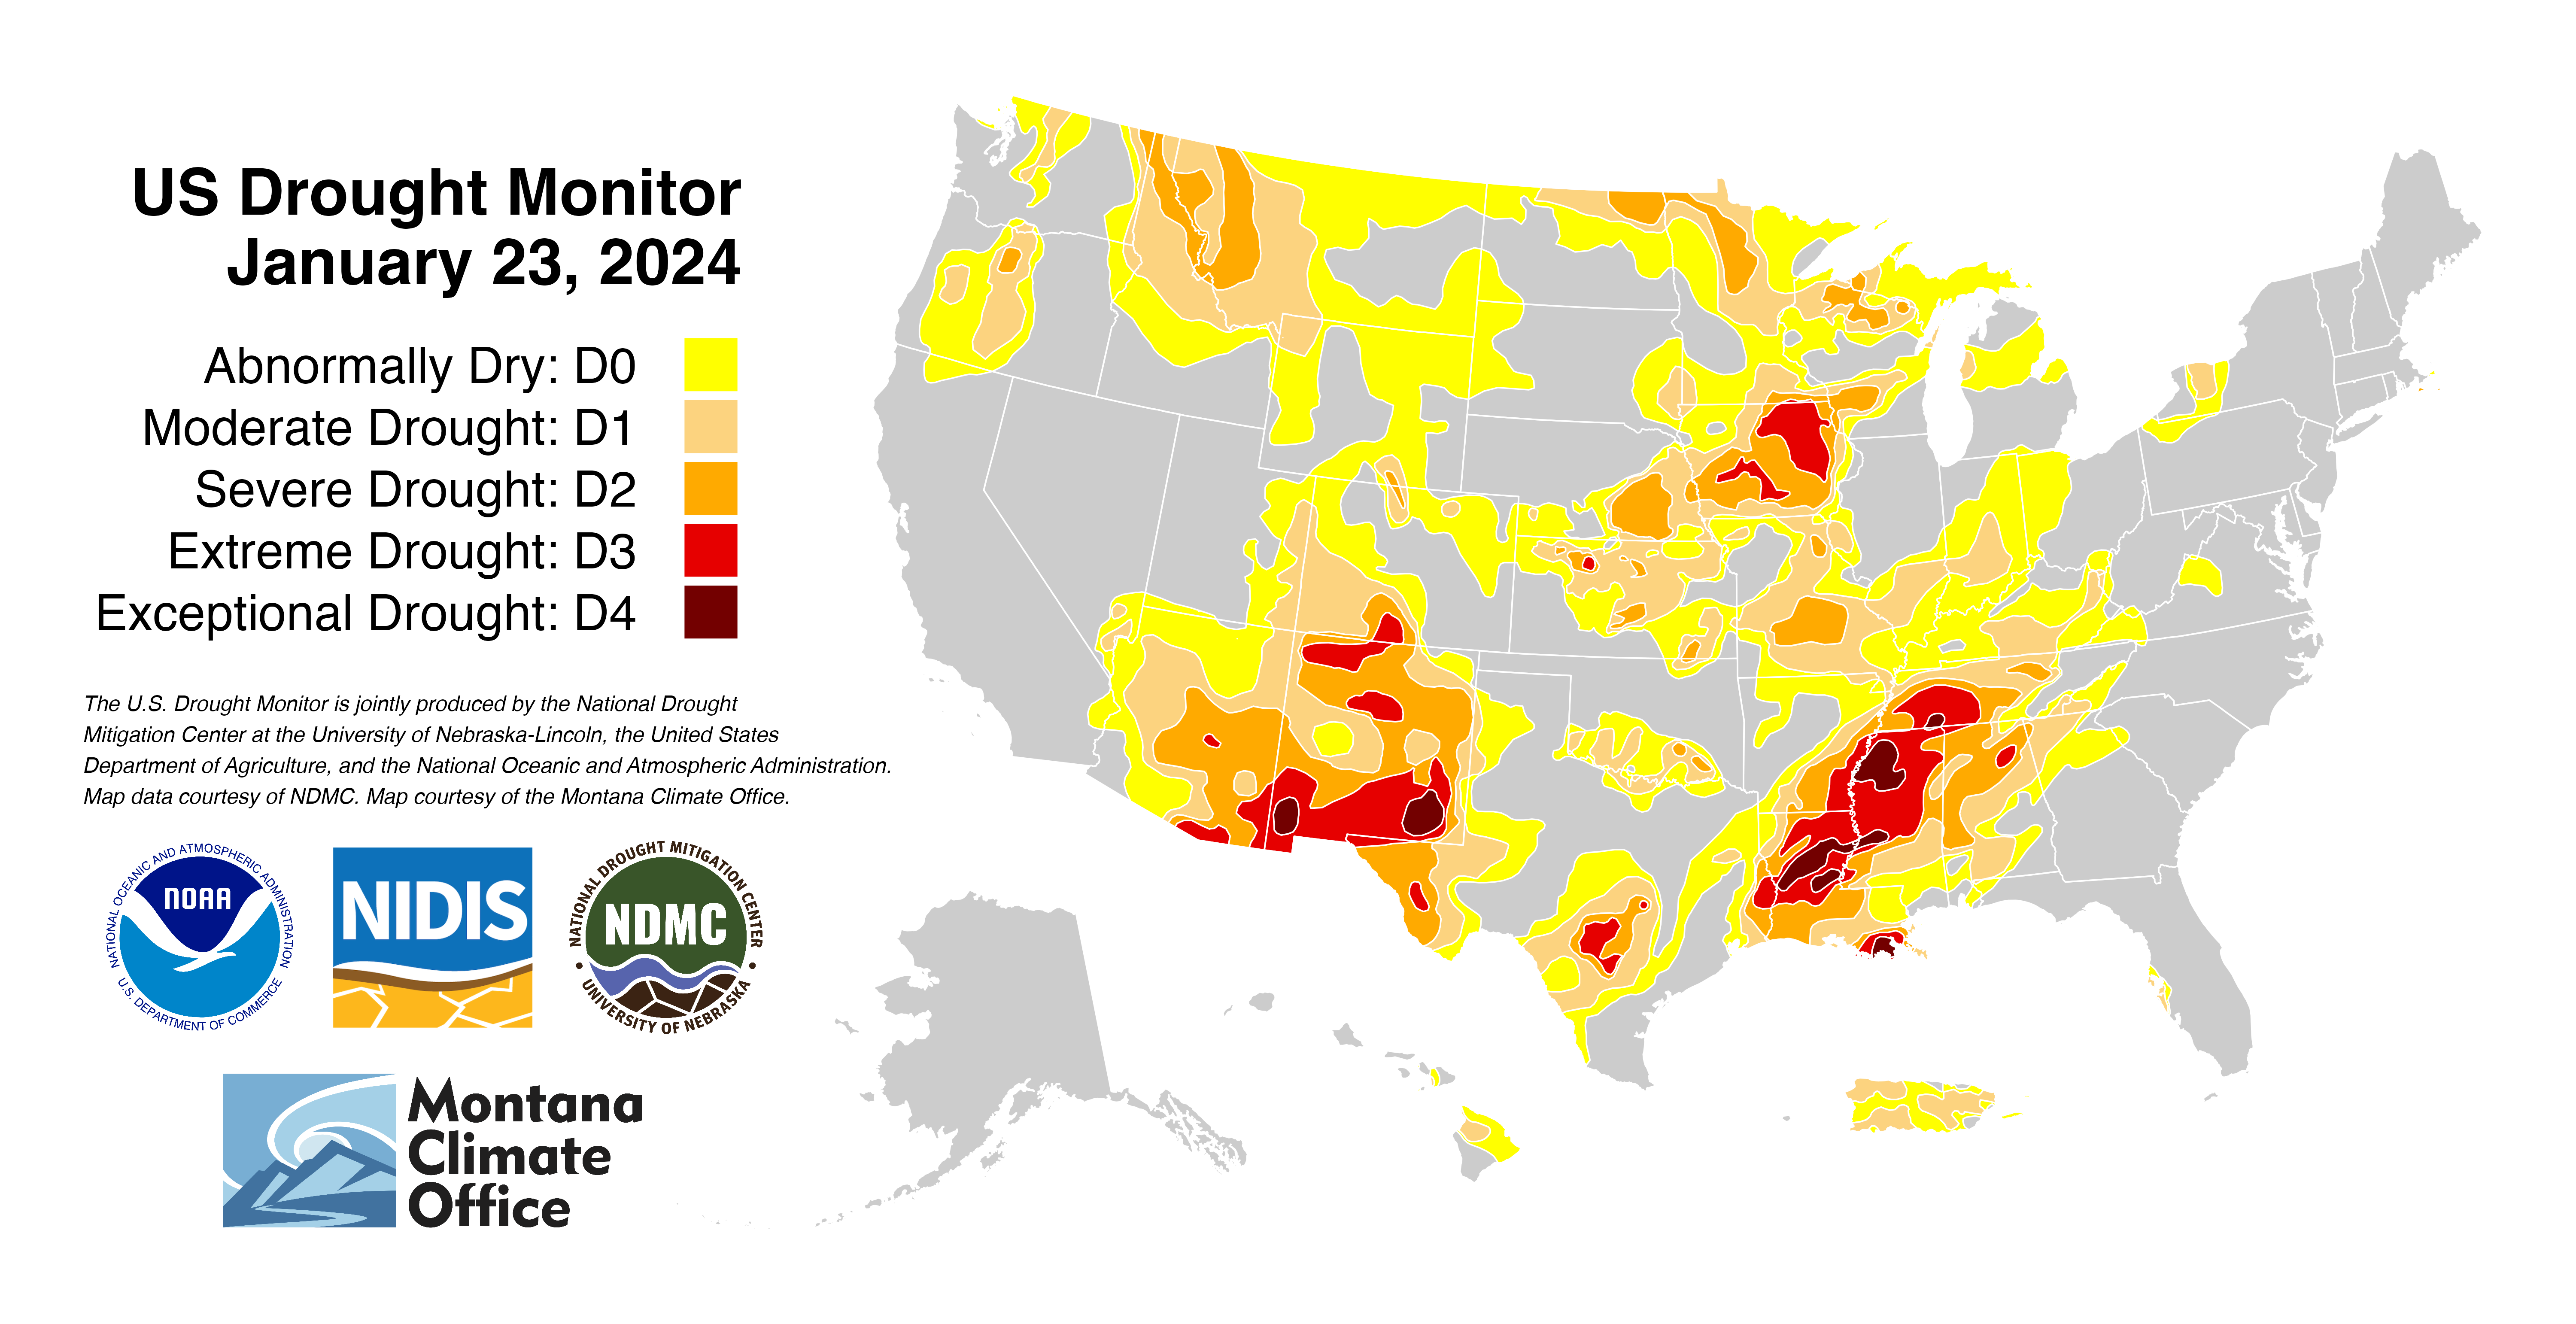 US Drought Monitor
January 23, 2024
Abnormally Dry: D0
Moderate Drought: D1
Severe Drought: D2
Extreme Drought: D3
Exceptional Drought: D4
The U.S. Drought Monitor is jointly produced by the National Drought
Mitigation Center at the University of Nebraska-Lincoln, the United States
Department of Agriculture, and the National Oceanic and Atmospheric Administration.
Map data courtesy of NDMC. Map courtesy of the Montana Climate Office.
NATIONAL OCEANIC AND ATMOSPHERIC ADMINISTRATION
NOAA
U.S. DEPARTMENT OF COMMERCE
NIDIS
NATIONAL DROUGHT MITIGATION CENTER
NDMC
UNIVERSITY OF NEBRASKA
Montana
Climate
Office